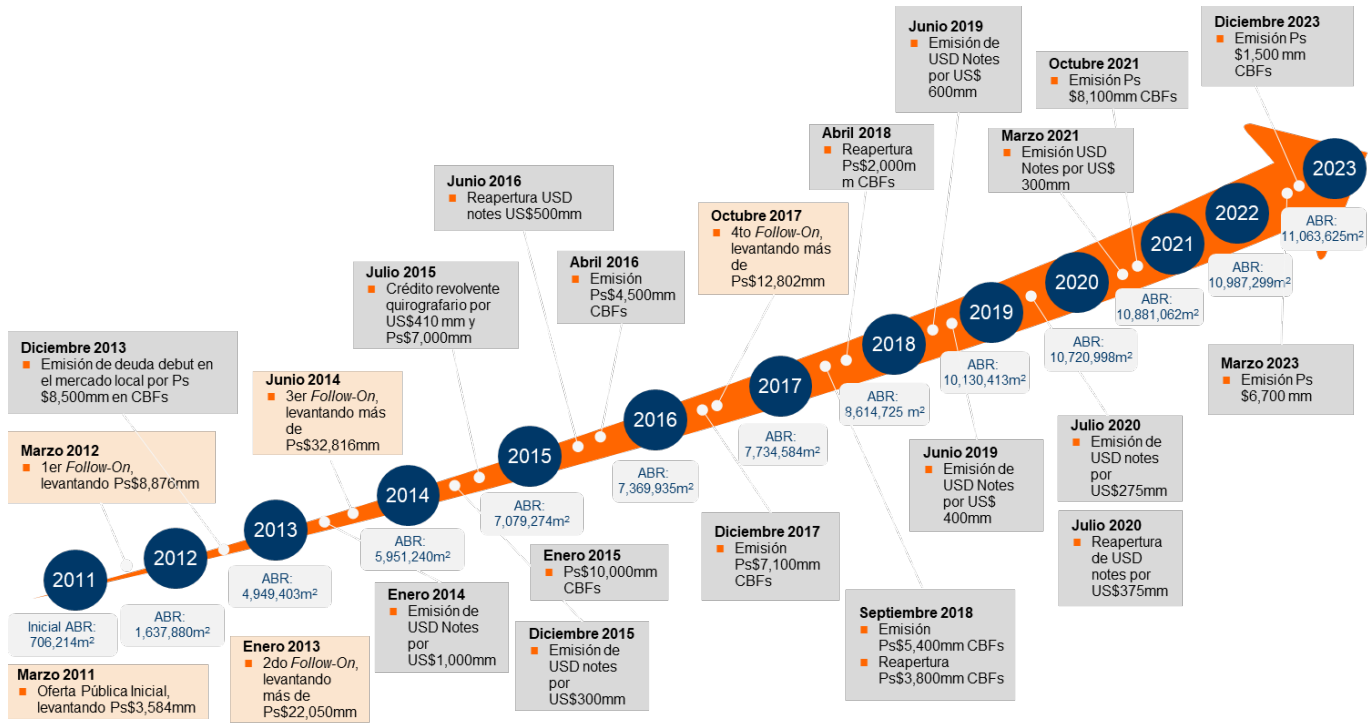 Diciembre 2023
Emisión Ps
$1,500 mm
CBFs
Junio 2019
Emisión de
USD Notes
por US$
600mm
Octubre 2021
Emisión Ps
$8,100mm CBFs
Abril 2018
Reapertura
Ps$2,000m
m CBFs
Marzo 2021
Emisión USD
Notes por US$
300mm
Junio 2016
Reapertura USD
notes US$500mm
Octubre 2017
4to Follow-On,
levantando más
de
Ps$12,802mm
Abril 2016
Emisión
Ps$4,500mm
CBFs
Julio 2015
Crédito revolvente
quirografario por
US$410 mm y
Ps$7,000mm
Diciembre 2013
Emisión de deuda debut en
el mercado local por Ps
$8,500mm en CBFs
Junio 2014
3er Follow-On,
levantando más
de
Ps$32,816mm
Marzo 2012
1er Follow-On,
levantando Ps$8,876mm
2011
2012
2013
2014
2015
2016
2017
2018
2019
2020
2021
2022
2023
Inicial ABR:
706,214m²
ABR:
1,637,880m²
ABR:
4,949,403m²
ABR:
5,951,240m²
ABR:
7,079,274m²
ABR:
7,369,935m²
ABR:
7,734,584m²
ABR:
8,614,725 m²
ABR:
10,130,413m²
ABR:
10,720,998m²
ABR:
10,881,062m²
ABR:
10,987,299m²
ABR:
11,063,625m²
Marzo 2023
Emisión Ps
$6,700 mm
Julio 2020
Emisión de
USD notes
por
US$275mm
Julio 2020
Reapertura
de USD
notes por
US$375mm
Junio 2019
Emisión de
USD Notes
por US$
400mm
Diciembre 2017
Emisión
Ps$7,100mm
CBFs
Septiembre 2018
Emisión
Ps$5,400mm CBFs
Reapertura
Ps$3,800mm CBFs
Enero 2015
Ps$10,000mm
CBFs
Diciembre 2015
Emisión de
USD notes
por
US$300mm
Enero 2014
Emisión de
USD Notes
por
US$1,000mm
Enero 2013
2do Follow-On,
levantando
más de
Ps$22,050mm
Marzo 2011
Oferta Pública Inicial,
levantando Ps$3,584mm